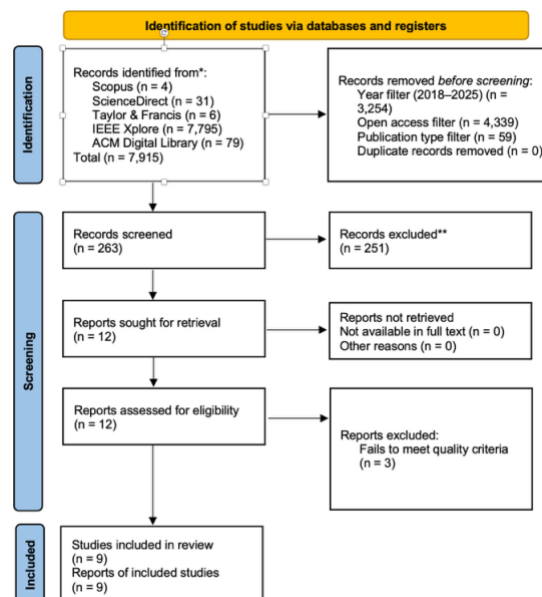 Identification of studies via databases and registers
Identification
Records identified from*:
Scopus (n = 4)
ScienceDirect (n = 31)
Taylor & Francis (n = 6)
IEEE Xplore (n = 7,795)
ACM Digital Library (n = 79)
Total (n = 7,915)
Records removed before screening:
Year filter (2018–2025) (n =
3,254)
Open access filter (n = 4,339)
Publication type filter (n = 59)
Duplicate records removed (n = 0)
Screening
Records screened
(n = 263)
Records excluded**
(n = 251)
Reports sought for retrieval
(n = 12)
Reports not retrieved
Not available in full text (n = 0)
Other reasons (n = 0)
Reports assessed for eligibility
(n = 12)
Reports excluded:
Fails to meet quality criteria
(n = 3)
Included
Studies included in review
(n = 9)
Reports of included studies
(n = 9)